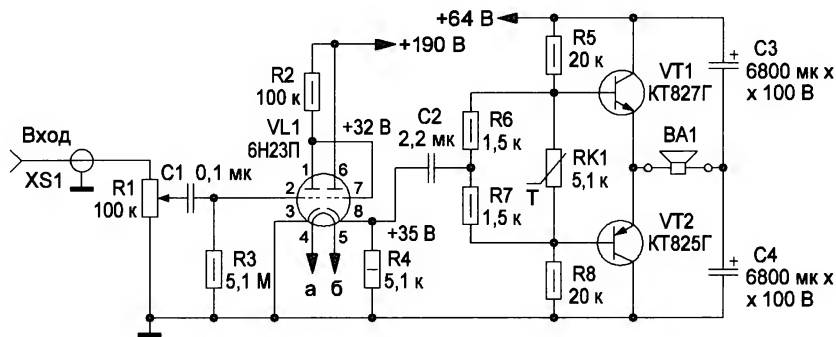 +64 В
+190 В
R2
100 к
VL1
6Н23П
+32 В
R5
20 к
VT1
КТ827Г
C3
6800 мк х
х 100 В
Вход
XS1
R1
100 к
C1
0,1 мк
C2
2,2 мк
R6
1,5 к
RK1
5,1 к
T
BA1
1
6
2
7
3
8
4
5
R7
1,5 к
VT2
КТ825Г
R3
5,1 М
а
б
+35 В
R4
5,1 к
R8
20 к
C4
6800 мк х
х 100 В
+
+